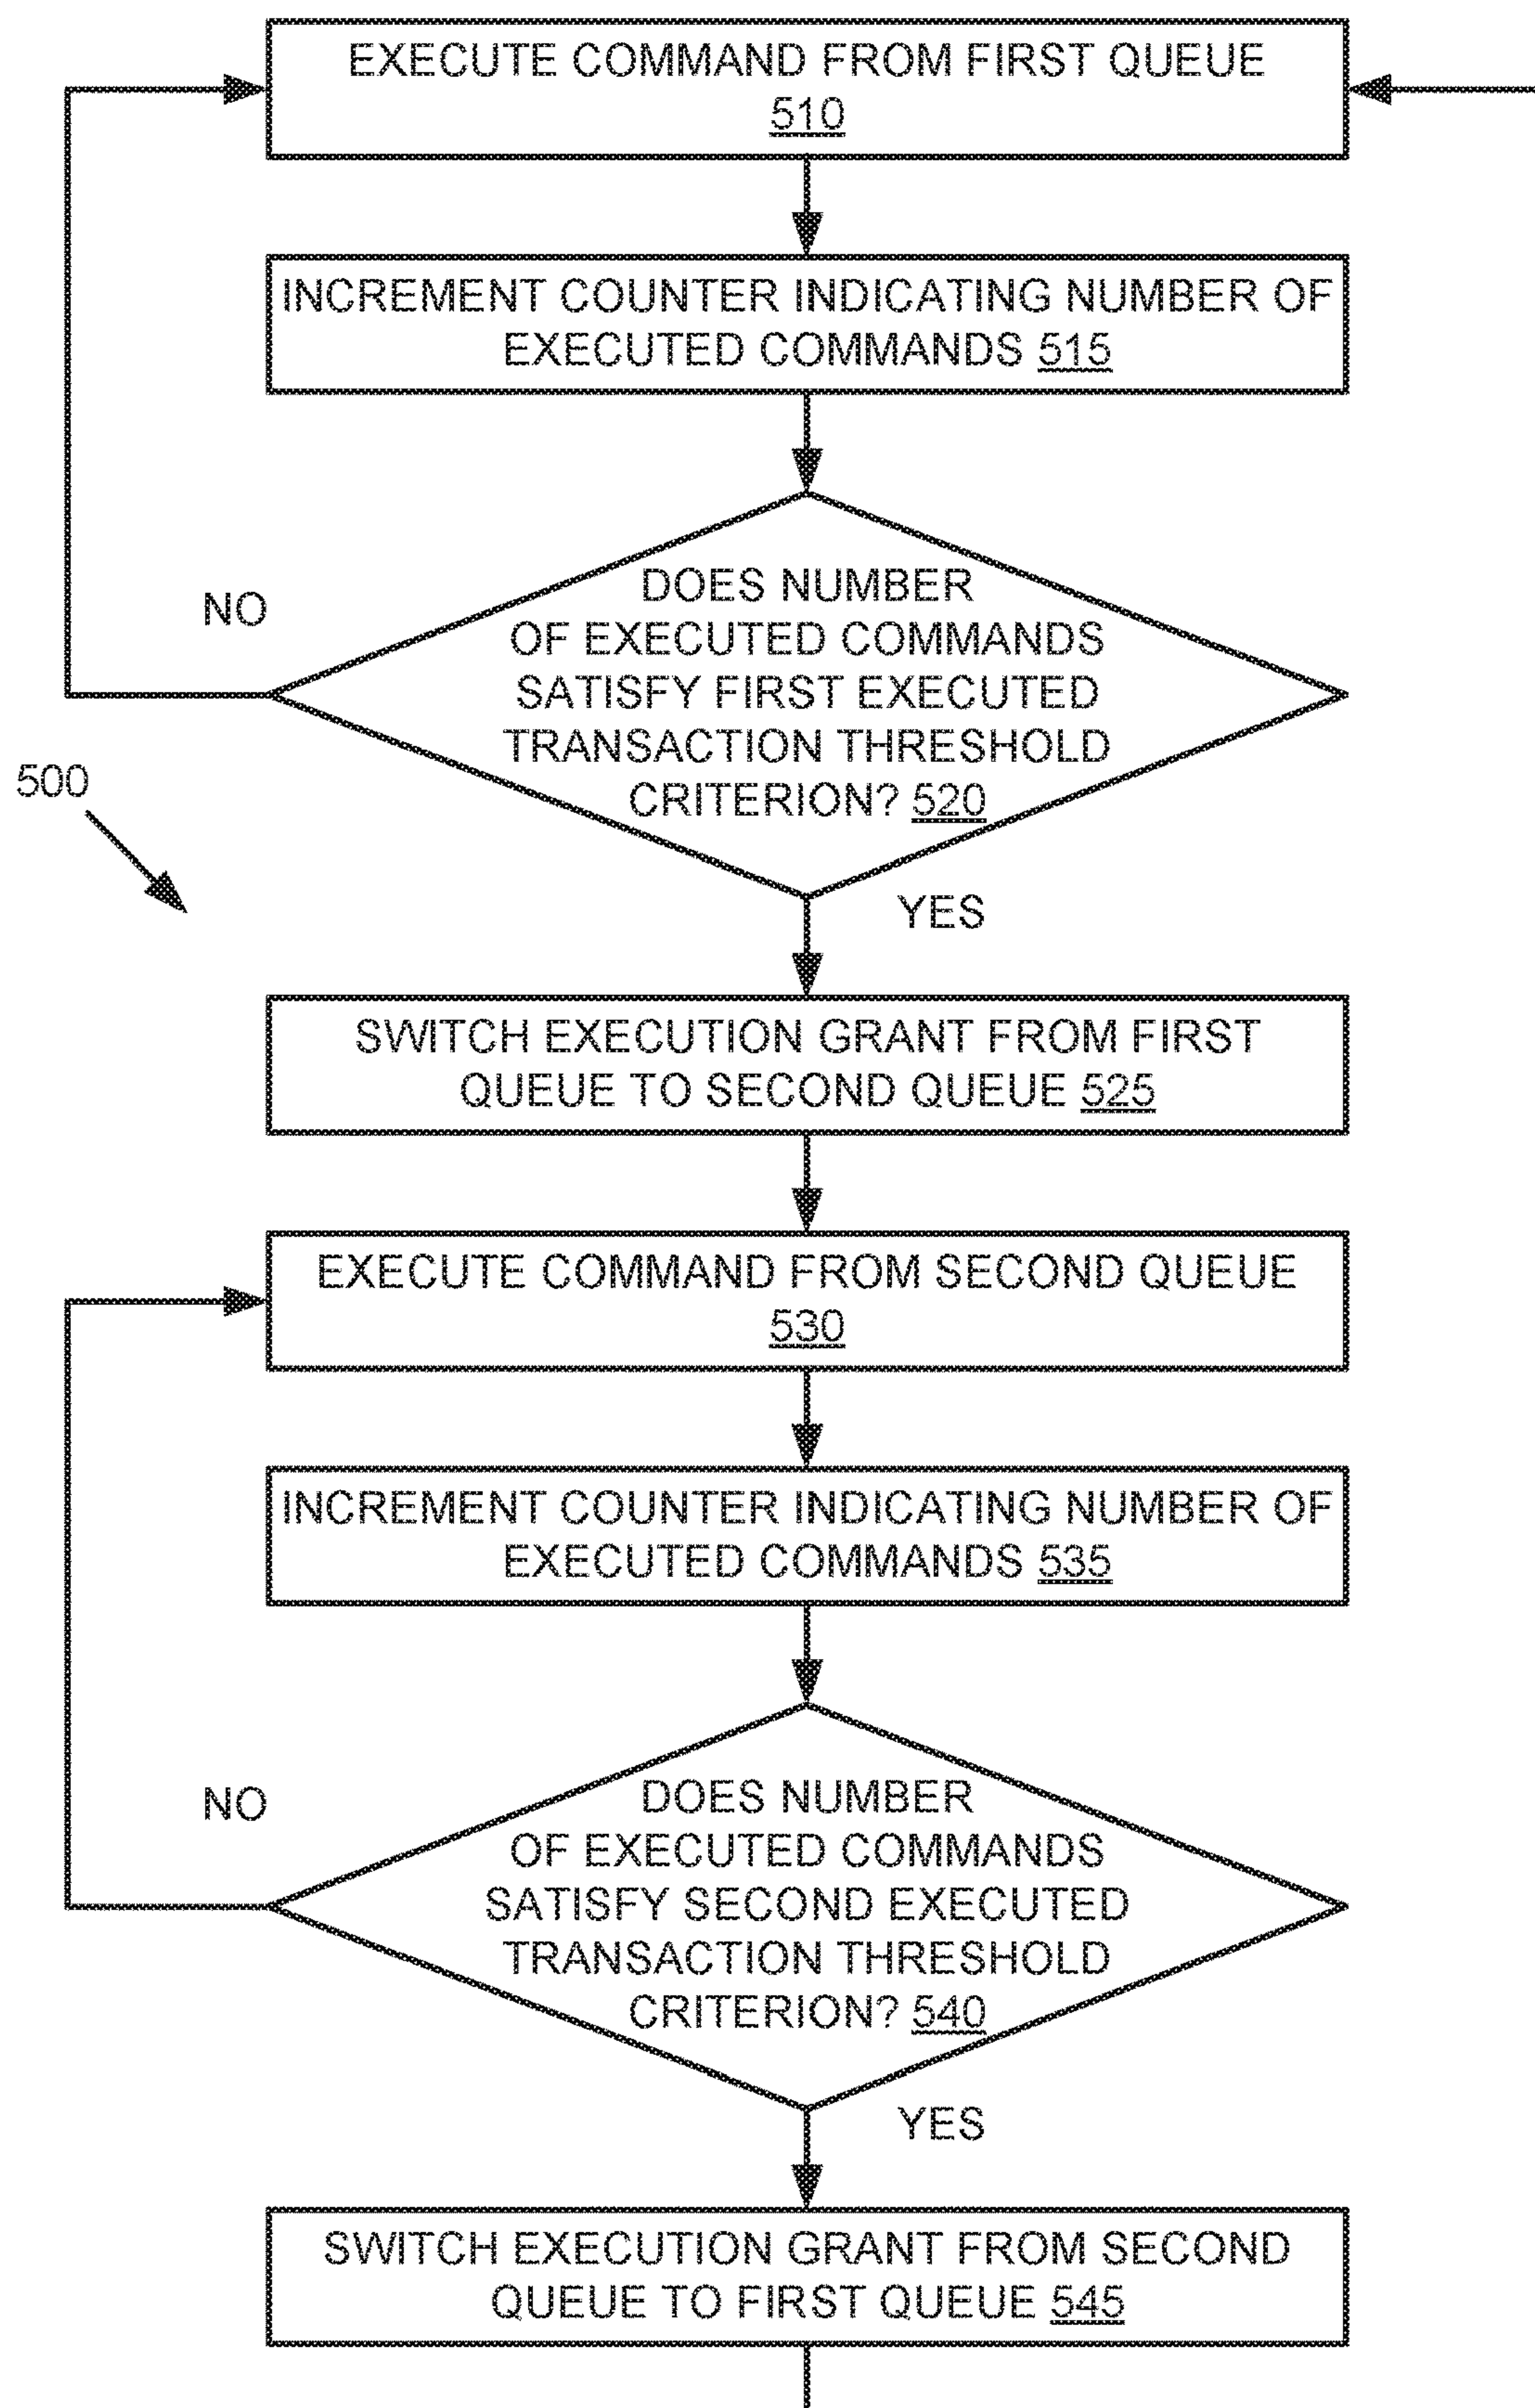 EXECUTE COMMAND FROM FIRST QUEUE
510
INCREMENT COUNTER INDICATING NUMBER OF
EXECUTED COMMANDS 515
DOES NUMBER
OF EXECUTED COMMANDS
SATISFY FIRST EXECUTED
TRANSACTION THRESHOLD
CRITERION? 520
NO
500
YES
SWITCH EXECUTION GRANT FROM FIRST
QUEUE TO SECOND QUEUE 525
EXECUTE COMMAND FROM SECOND QUEUE
530
INCREMENT COUNTER INDICATING NUMBER OF
EXECUTED COMMANDS 535
DOES NUMBER
OF EXECUTED COMMANDS
SATISFY SECOND EXECUTED
TRANSACTION THRESHOLD
CRITERION? 540
NO
YES
SWITCH EXECUTION GRANT FROM SECOND
QUEUE TO FIRST QUEUE 545